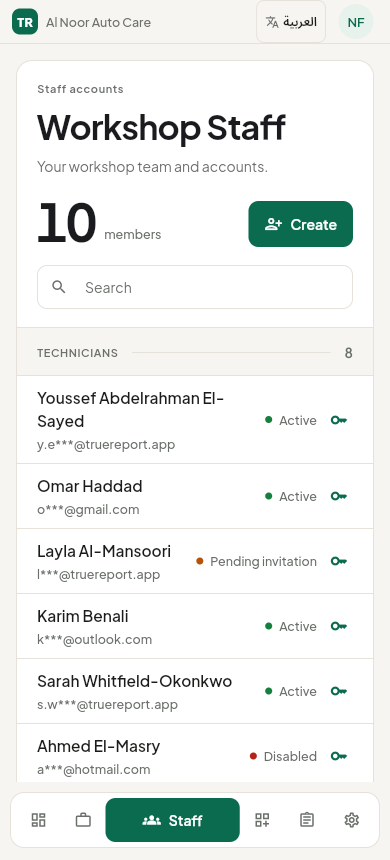 TR Al Noor Auto Care العربية NF
Staff accounts
Workshop Staff
Your workshop team and accounts.
10 members Create
Search
TECHNICIANS 8
Youssef Abdelrahman El-
Sayed
Active
y.e***@truereport.app
Omar Haddad
Active
o***@gmail.com
Layla Al-Mansoori
Pending invitation
l***@truereport.app
Karim Benali
Active
k***@outlook.com
Sarah Whitfield-Okonkwo
Active
s.w***@truereport.app
Ahmed El-Masry
Disabled
a***@hotmail.com
Staff